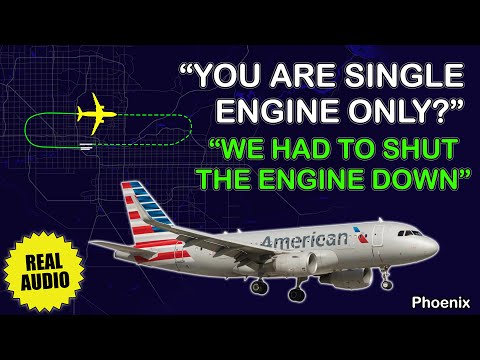 “YOU ARE SINGLE
ENGINE ONLY?”
“WE HAD TO SHUT
THE ENGINE DOWN”
American
REAL
AUDIO
Phoenix